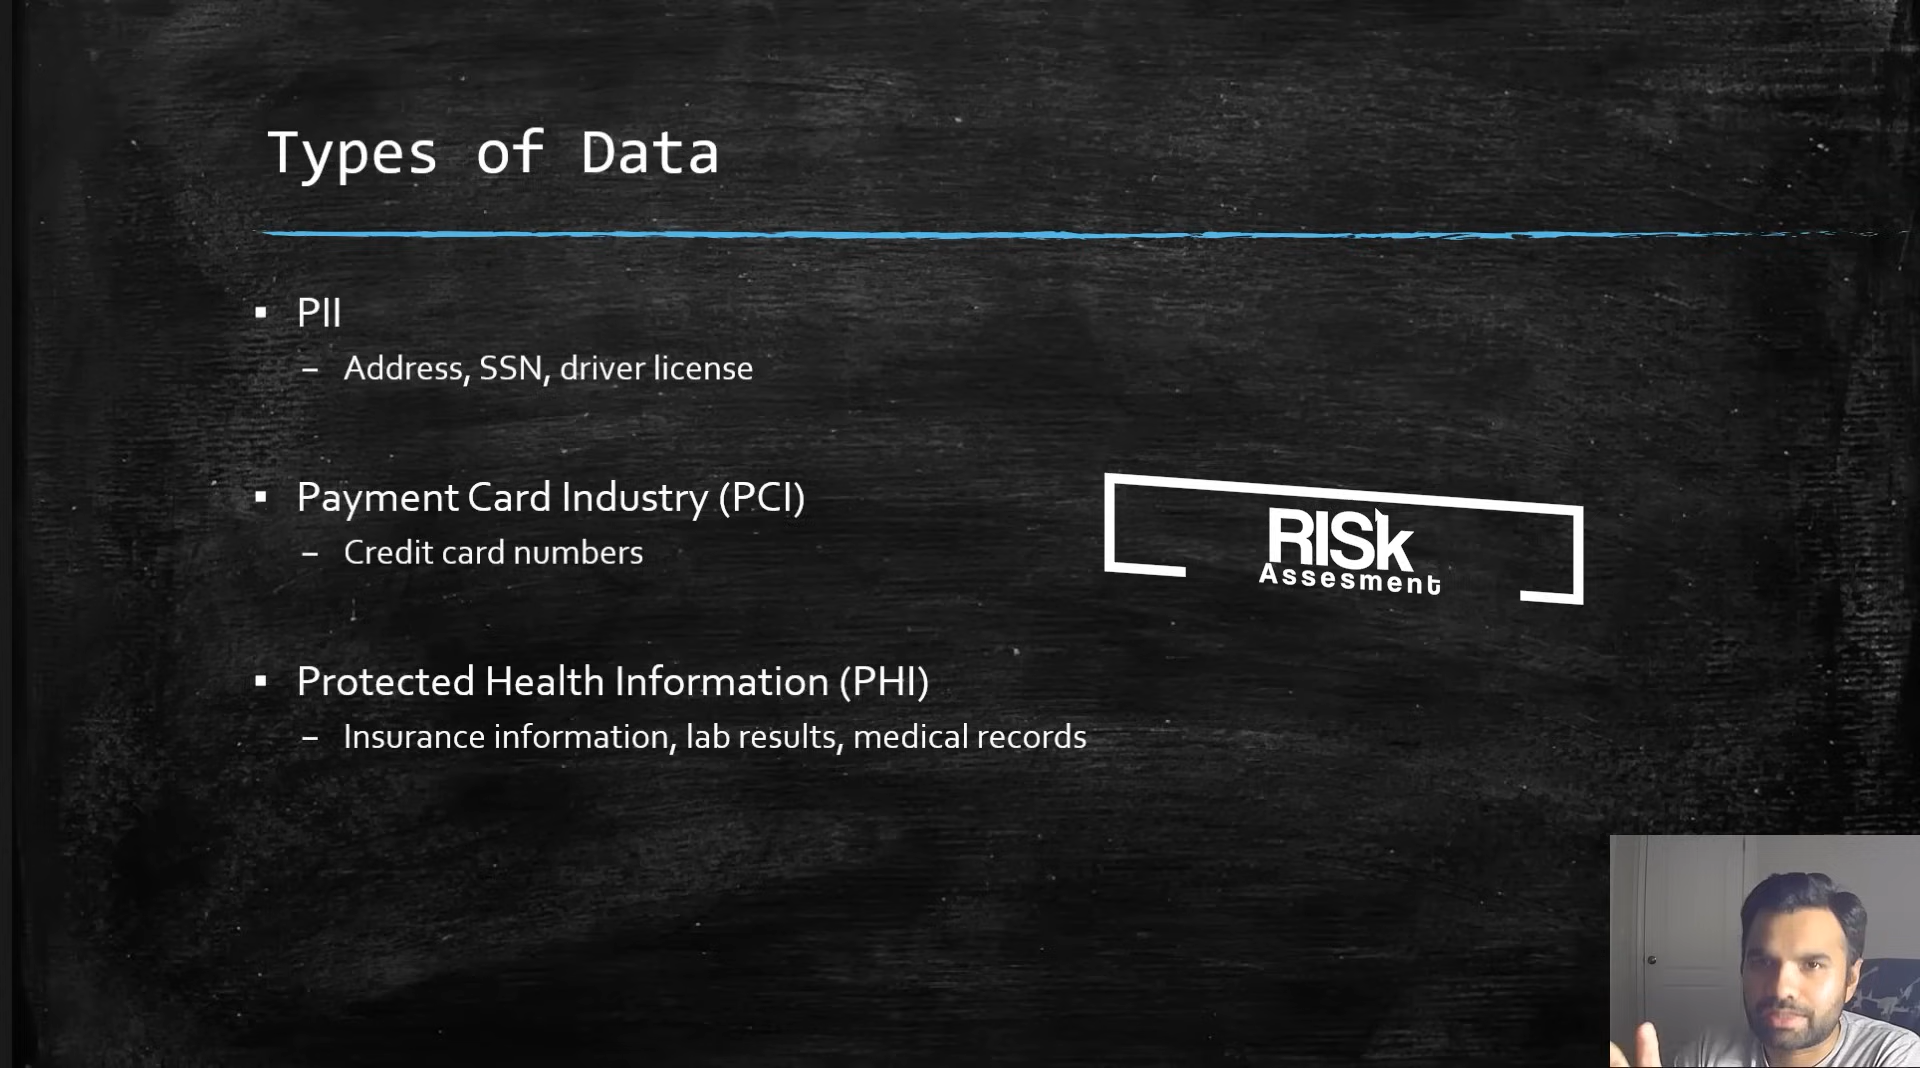 Types of Data
▪ PII
– Address, SSN, driver license
▪ Payment Card Industry (PCI)
– Credit card numbers
RISk
Assesment
▪ Protected Health Information (PHI)
– Insurance information, lab results, medical records